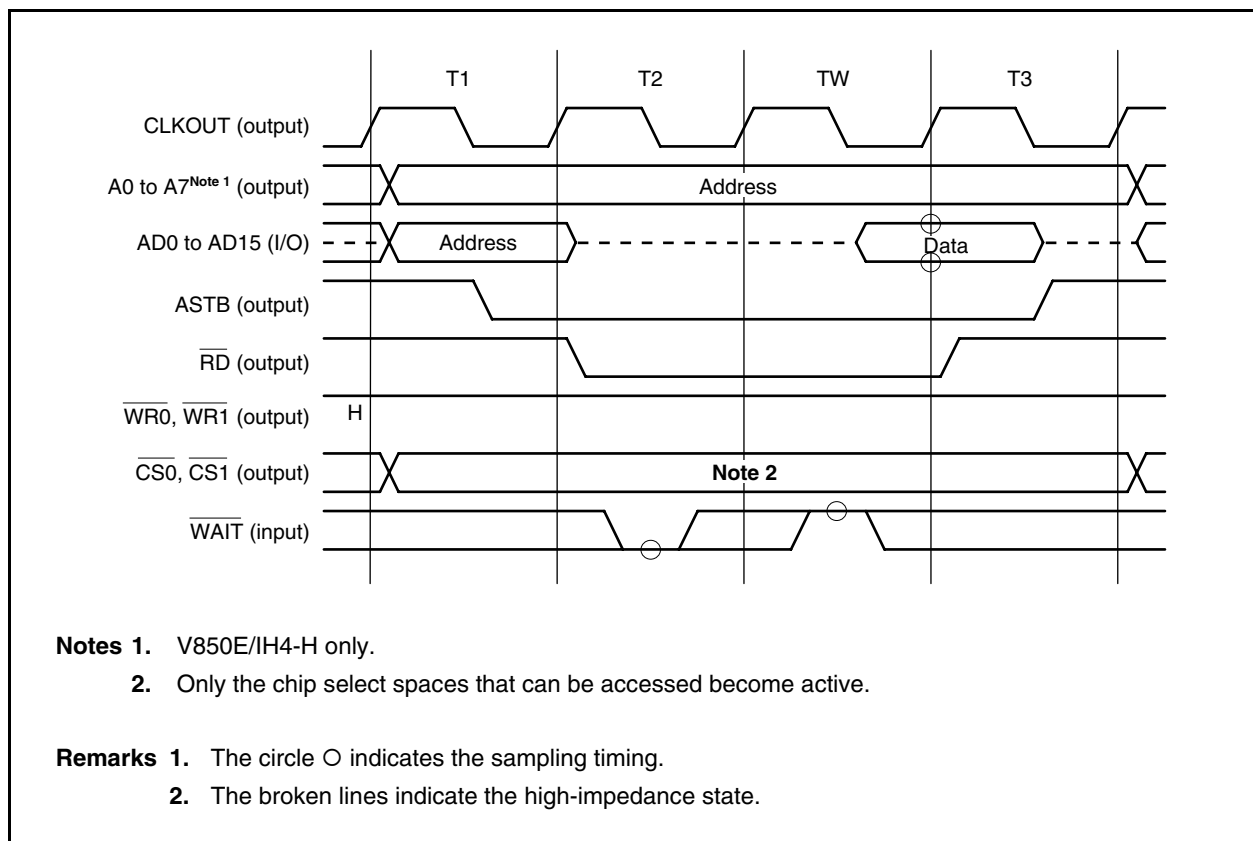 T1 T2 TW T3
CLKOUT (output)
A0 to A7Note 1 (output) Address
AD0 to AD15 (I/O) Address Data
ASTB (output)
RD (output)
WR0, WR1 (output) H
CS0, CS1 (output) Note 2
WAIT (input)
Notes 1. V850E/IH4-H only.
2. Only the chip select spaces that can be accessed become active.
Remarks 1. The circle O indicates the sampling timing.
2. The broken lines indicate the high-impedance state.